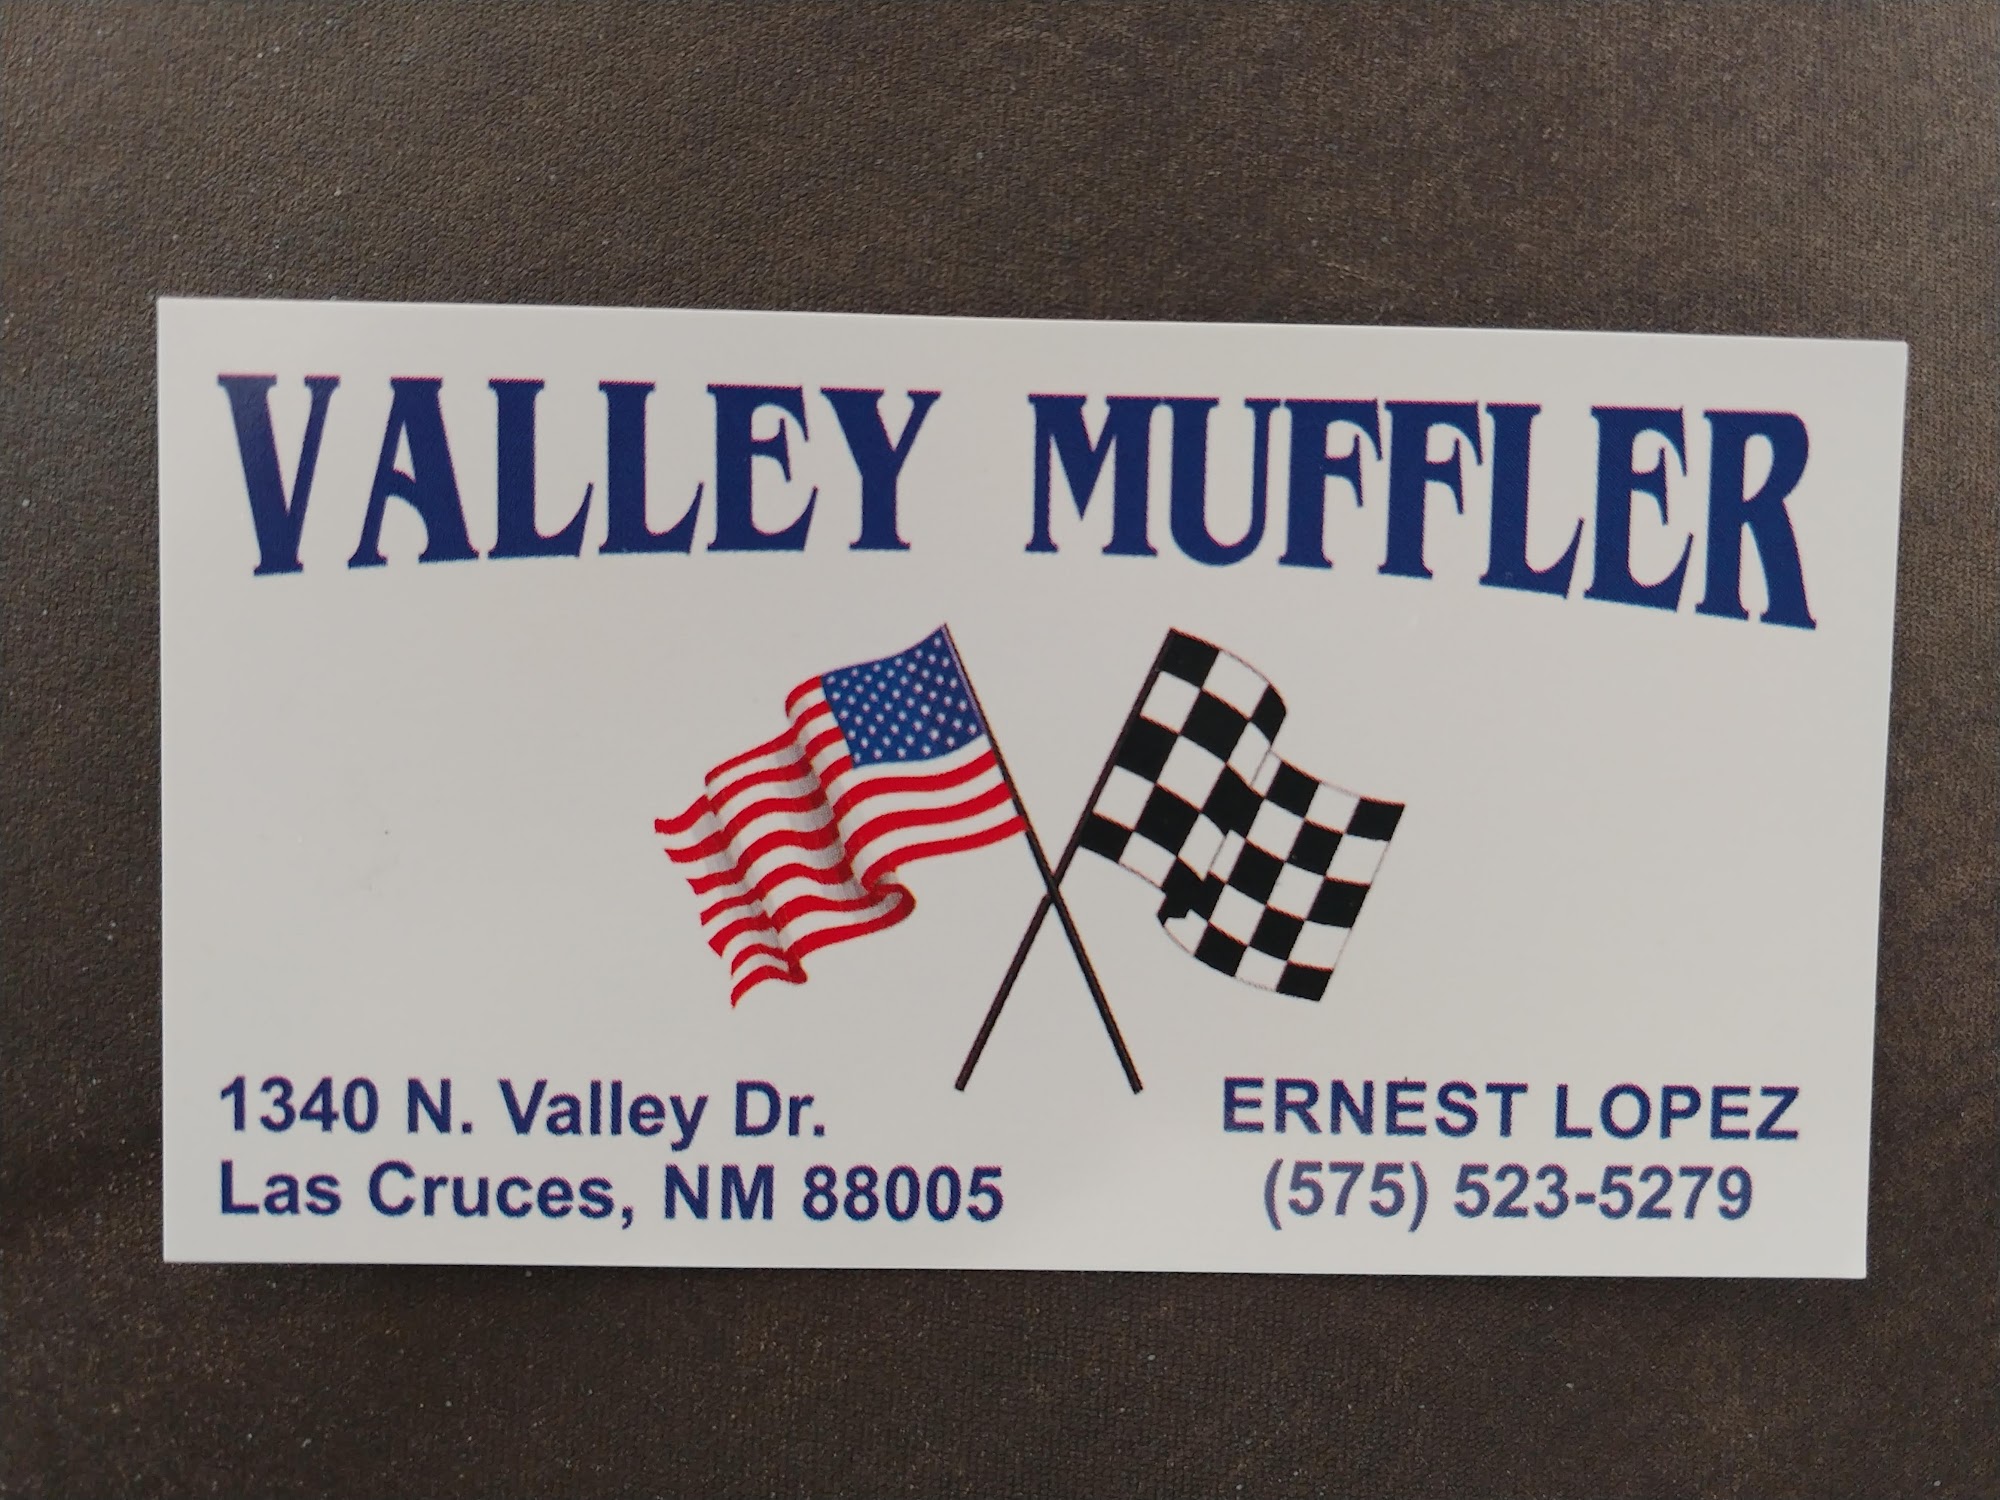 VALLEY MUFFLER
1340 N. Valley Dr.
Las Cruces, NM 88005
ERNEST LOPEZ
(575) 523-5279